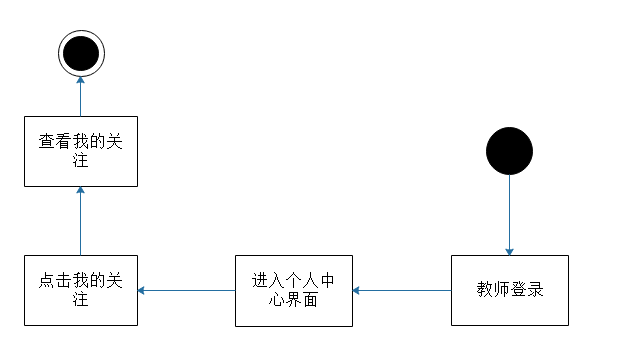 查看我的关
注
点击我的关
注
进入个人中
心界面
教师登录